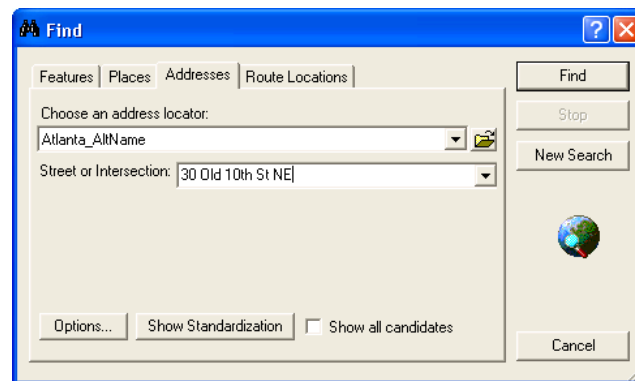 Find
Features Places Addresses Route Locations
Find
Choose an address locator:
Stop
Atlanta_AltName
New Search
Street or Intersection: 30 Old 10th St NE
Options... Show Standardization Show all candidates
Cancel